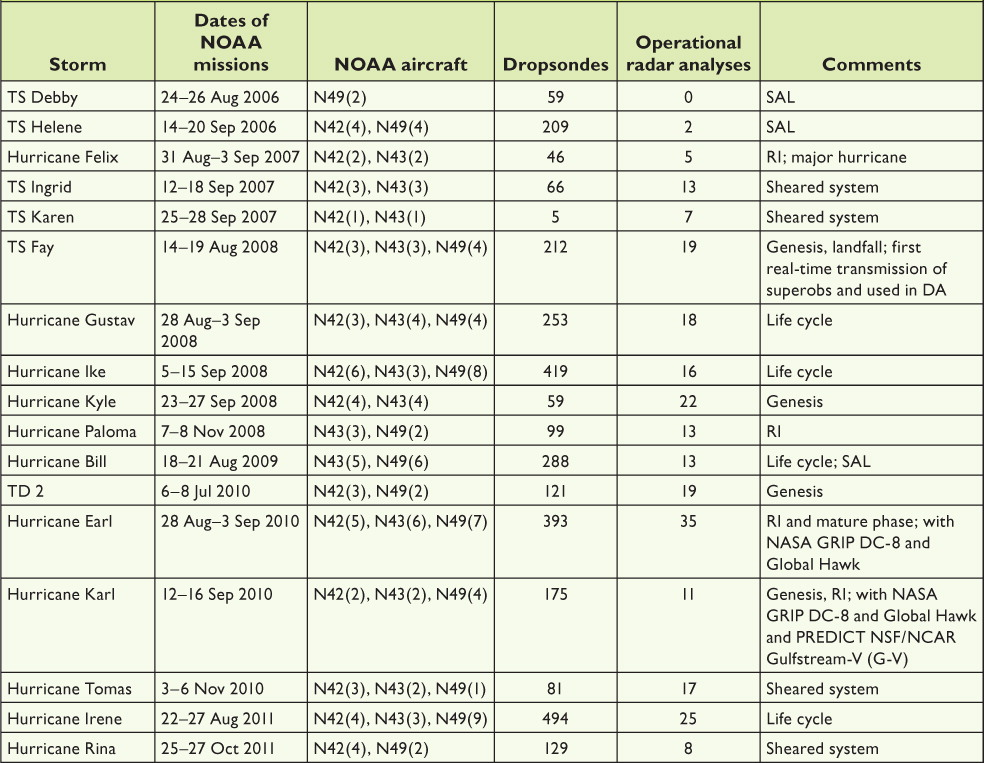 Storm Dates of NOAA missions NOAA aircraft Dropsondes Operational radar analyses Comments
TS Debby 24–26 Aug 2006 N49(2) 59 0 SAL
TS Helene 14–20 Sep 2006 N42(4), N49(4) 209 2 SAL
Hurricane Felix 31 Aug–3 Sep 2007 N42(2), N43(2) 46 5 RI; major hurricane
TS Ingrid 12–18 Sep 2007 N42(3), N43(3) 66 13 Sheared system
TS Karen 25–28 Sep 2007 N42(1), N43(1) 5 7 Sheared system
TS Fay 14–19 Aug 2008 N42(3), N43(3), N49(4) 212 19 Genesis, landfall; first
real-time transmission of
superobs and used in DA
Hurricane Gustav 28 Aug–3 Sep 2008 N42(3), N43(4), N49(4) 253 18 Life cycle
Hurricane Ike 5–15 Sep 2008 N42(6), N43(3), N49(8) 419 16 Life cycle
Hurricane Kyle 23–27 Sep 2008 N42(4), N43(4) 59 22 Genesis
Hurricane Paloma 7–8 Nov 2008 N43(3), N49(2) 99 13 RI
Hurricane Bill 18–21 Aug 2009 N43(5), N49(6) 288 13 Life cycle; SAL
TD 2 6–8 Jul 2010 N42(3), N49(2) 121 19 Genesis
Hurricane Earl 28 Aug–3 Sep 2010 N42(5), N43(6), N49(7) 393 35 RI and mature phase; with
NASA GRIP DC-8 and
Global Hawk
Hurricane Karl 12–16 Sep 2010 N42(2), N43(2), N49(4) 175 11 Genesis, RI; with NASA
GRIP DC-8 and Global Hawk
and PREDICT NSF/NCAR
Gulfstream-V (G-V)
Hurricane Tomas 3–6 Nov 2010 N42(3), N43(2), N49(1) 81 17 Sheared system
Hurricane Irene 22–27 Aug 2011 N42(4), N43(3), N49(9) 494 25 Life cycle
Hurricane Rina 25–27 Oct 2011 N42(4), N49(2) 129 8 Sheared system